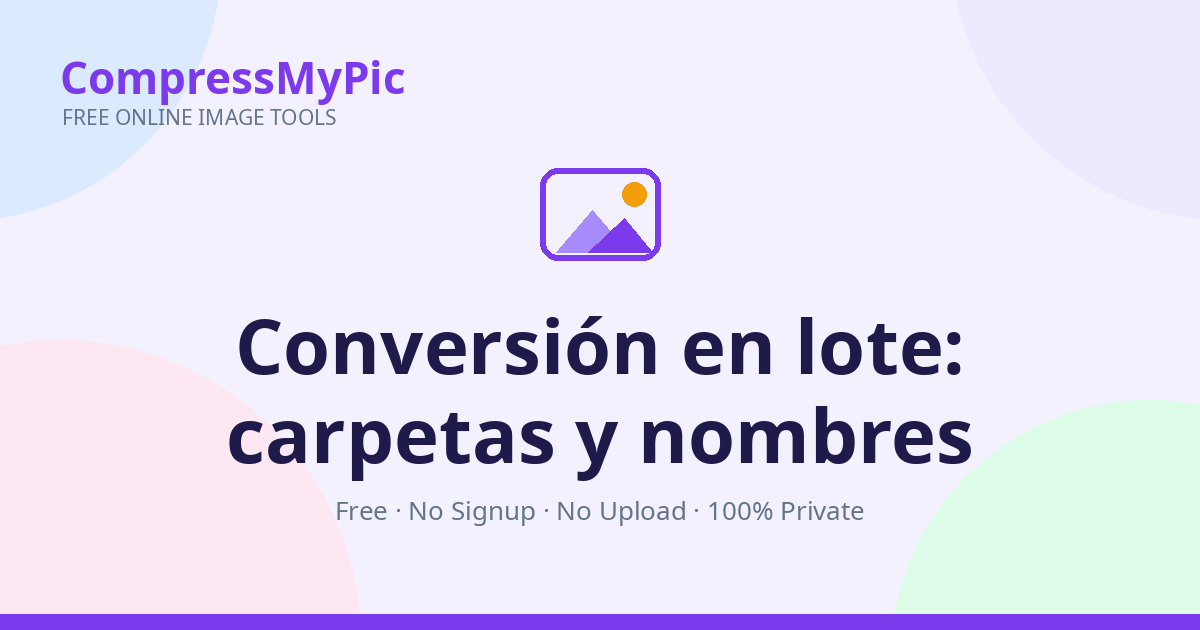 CompressMyPic
FREE ONLINE IMAGE TOOLS
Conversión en lote:
carpetas y nombres
Free · No Signup · No Upload · 100% Private